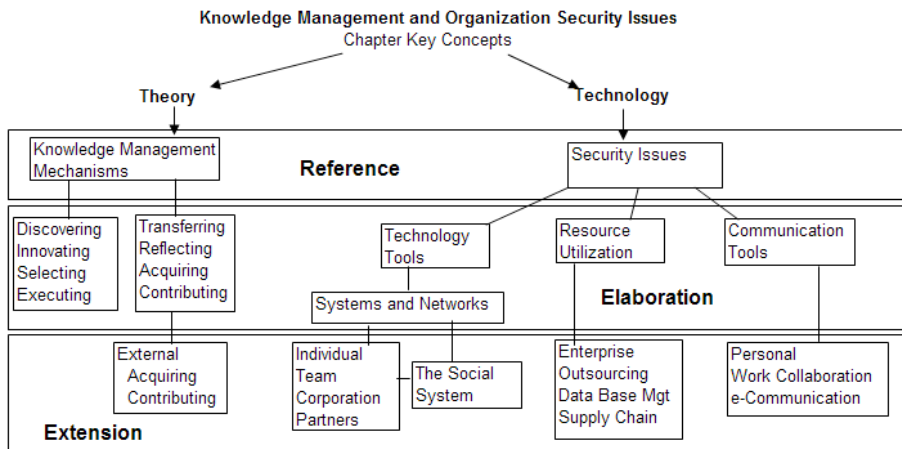 Knowledge Management and Organization Security Issues
Chapter Key Concepts
Theory
Technology
Knowledge Management
Mechanisms
Reference
Security Issues
Discovering
Innovating
Selecting
Executing
Transferring
Reflecting
Acquiring
Contributing
Technology
Tools
Resource
Utilization
Communication
Tools
Systems and Networks
Elaboration
External
Acquiring
Contributing
Individual
Team
Corporation
Partners
The Social
System
Enterprise
Outsourcing
Data Base Mgt
Supply Chain
Personal
Work Collaboration
e-Communication
Extension